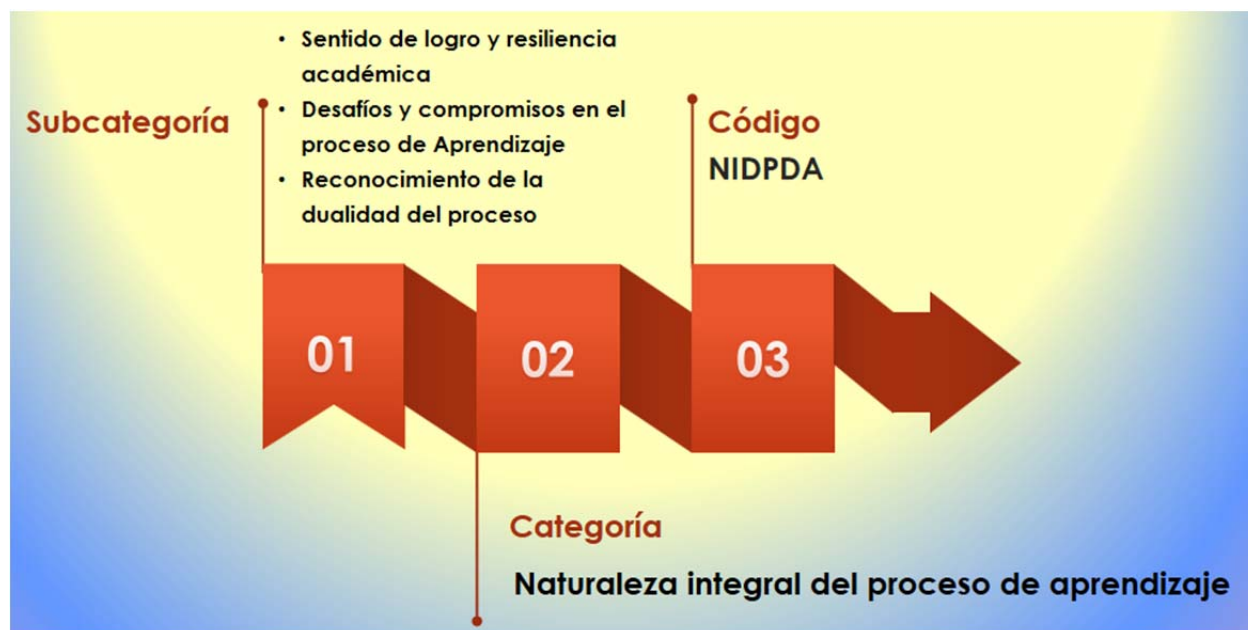 Subcategoría
• Sentido de logro y resiliencia
académica
• Desafíos y compromisos en el
proceso de Aprendizaje
• Reconocimiento de la
dualidad del proceso
Código
NIDPDA
01
02
03
Categoría
Naturaleza integral del proceso de aprendizaje